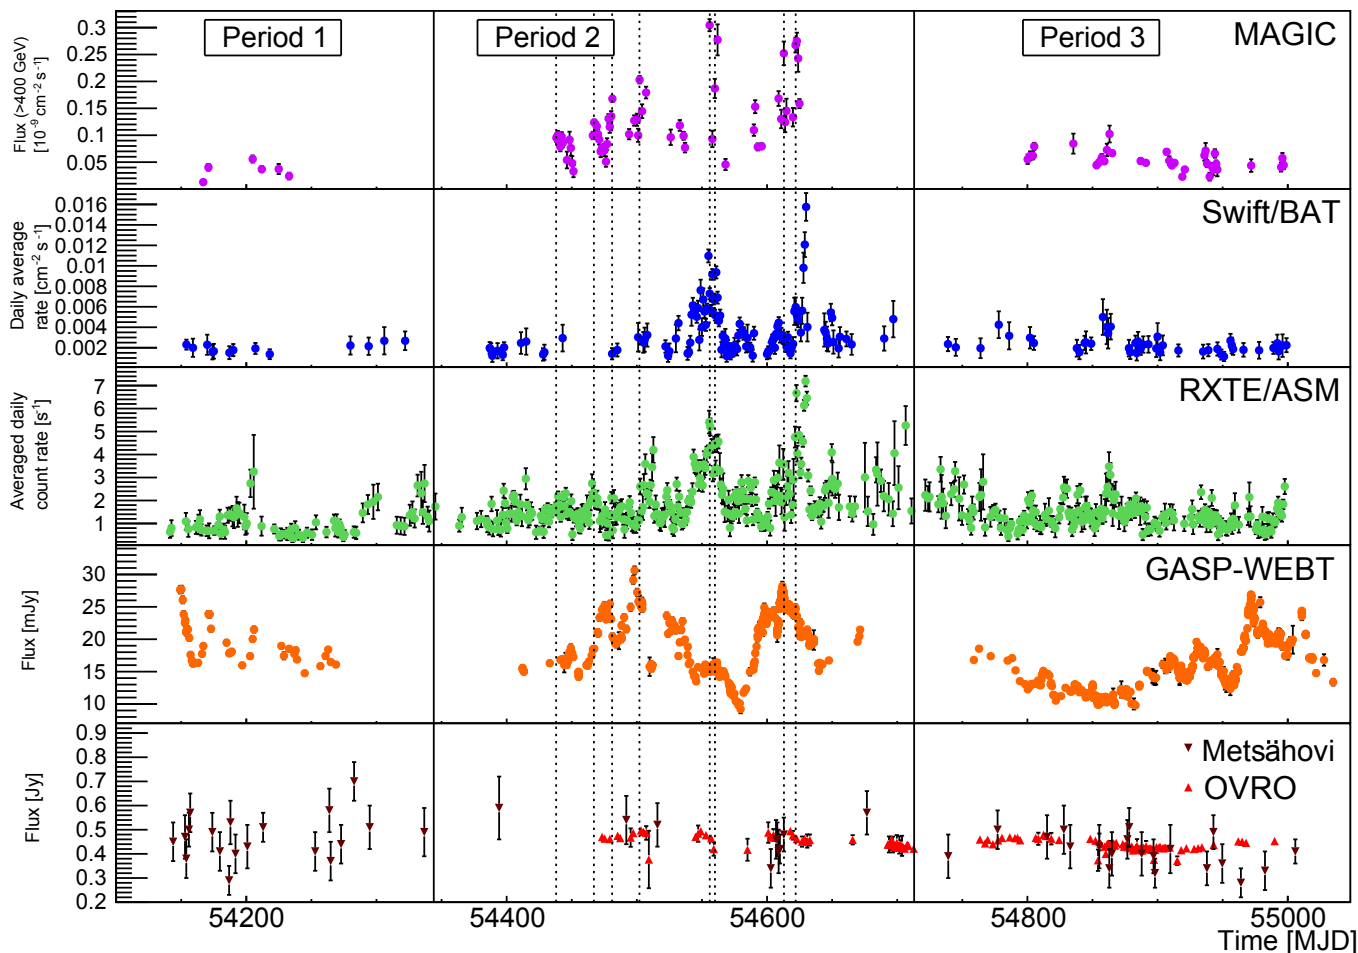 Period 1
Period 2
Period 3
MAGIC
Flux (>400 GeV)
[10⁻⁹ cm⁻² s⁻¹]
0.3
0.25
0.2
0.15
0.1
0.05
Swift/BAT
Daily average
rate [cm⁻² s⁻¹]
0.016
0.014
0.012
0.01
0.008
0.006
0.004
0.002
RXTE/ASM
Averaged daily
count rate [s⁻¹]
7
6
5
4
3
2
1
GASP-WEBT
Flux [mJy]
30
25
20
15
10
Metsähovi
OVRO
Flux [Jy]
0.9
0.8
0.7
0.6
0.5
0.4
0.3
0.2
54200
54400
54600
54800
55000
Time [MJD]